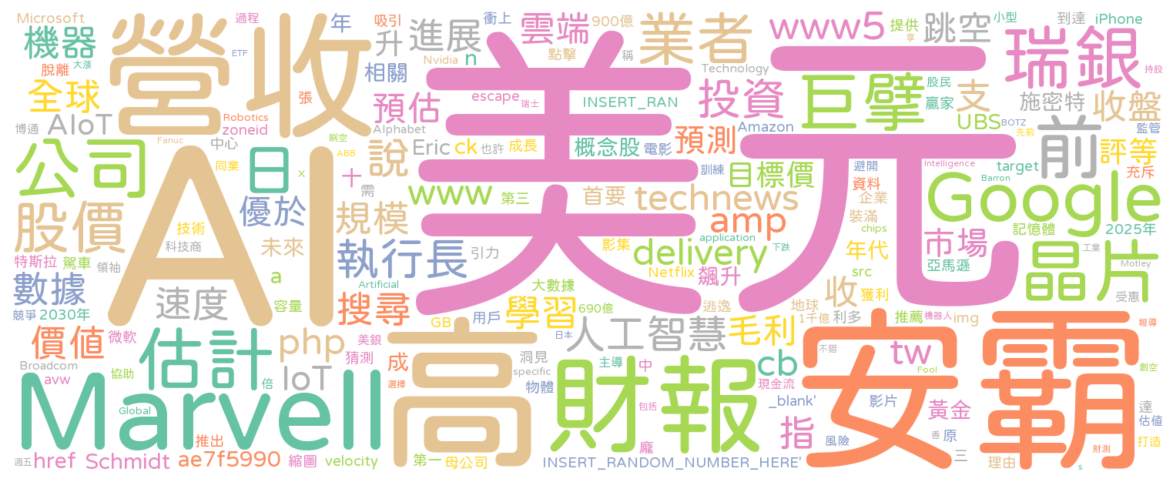 Microsoft
過程
吸引
衝上
900億
到達
iPhone
機器
營收
年
升
進展
雲端
業者
www5
提供
小型
跳空
瑞銀
脫離
大漲
ETF
Nvidia
n
點擊
稱
享
持股
全球
張
相關
Technology
美元
巨擘
支
股民
贏家
施密特
收盤
博通
AIoT
Robotics
zoneid
中心
預估
escape
瑞士
INSERT_RAN
投資
Amazon
UBS
BOTZ
先前
前
監管
評等
公司
Fanuc
ABB
創空
同業
x
AI
日
說
Alphabet
Eric
ck
也許
成長
概念股
電影
預測
避開
Intelligence
target
充斥
十
需
www
第三
首要
訓練
目標價
資料
Barron
Google
股價
技術
科技商
優於
規模
technews
企業
裝滿
chips
記憶體
2025年
未來
amp
影集
application
下跌
年代
市場
亞馬遜
工業
晶片
特斯拉
駕車
領袖
a
執行長
引力
delivery
Netflix
飆升
src
獲利
Motley
受惠
數據
速度
容量
Artificial
大數據
690億
逃逸
地球
收
競爭
2030年
搜尋
GB
用戶
學習
日本
人工智慧
毛利
1千億
利多
推薦
機器人
img
輔導
價值
微軟
估計
php
美銀
猜測
成
高
洞見
specific
主導
中
cb
不錯
tw
Fool
安霸
創空
Broadcom
avw
協助
倍
IoT
選擇
物體
財報
包括
現金流
_blank'
影片
黃金
達
估值
Marvell
Global
指
風險
香
原
三
打造
推出
href
Schmidt
ae7f5990
縮圖
velocity
第一
母公司
龐
INSERT_RANDOM_NUMBER_HERE'
理由
財測
週五
s